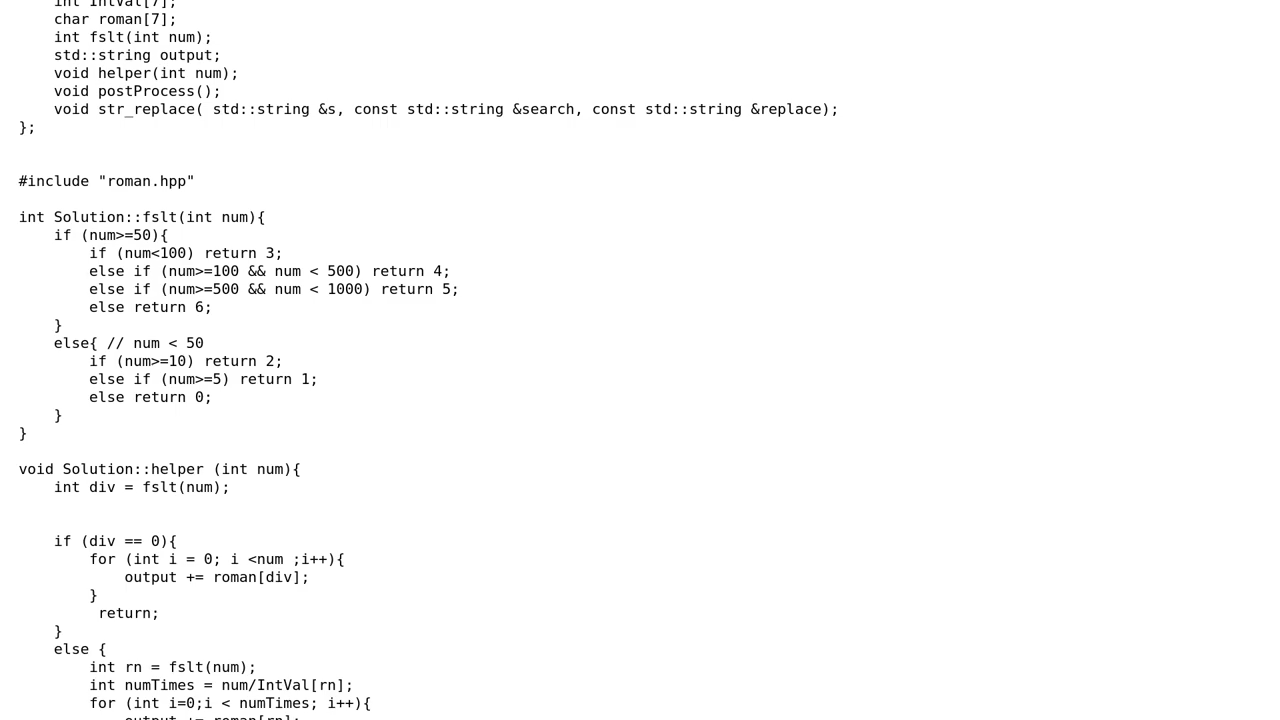 int IntVal[7];
    char roman[7];
    int fslt(int num);
    std::string output;
    void helper(int num);
    void postProcess();
    void str_replace( std::string &s, const std::string &search, const std::string &replace);
};


#include "roman.hpp"

int Solution::fslt(int num){
    if (num>=50){
        if (num<100) return 3;
        else if (num>=100 && num < 500) return 4;
        else if (num>=500 && num < 1000) return 5;
        else return 6;
    }
    else{ // num < 50
        if (num>=10) return 2;
        else if (num>=5) return 1;
        else return 0;
    }
}

void Solution::helper (int num){
    int div = fslt(num);


    if (div == 0){
        for (int i = 0; i <num ;i++){
            output += roman[div];
        }
         return;
    }
    else {
        int rn = fslt(num);
        int numTimes = num/IntVal[rn];
        for (int i=0;i < numTimes; i++){
            output += roman[rn];